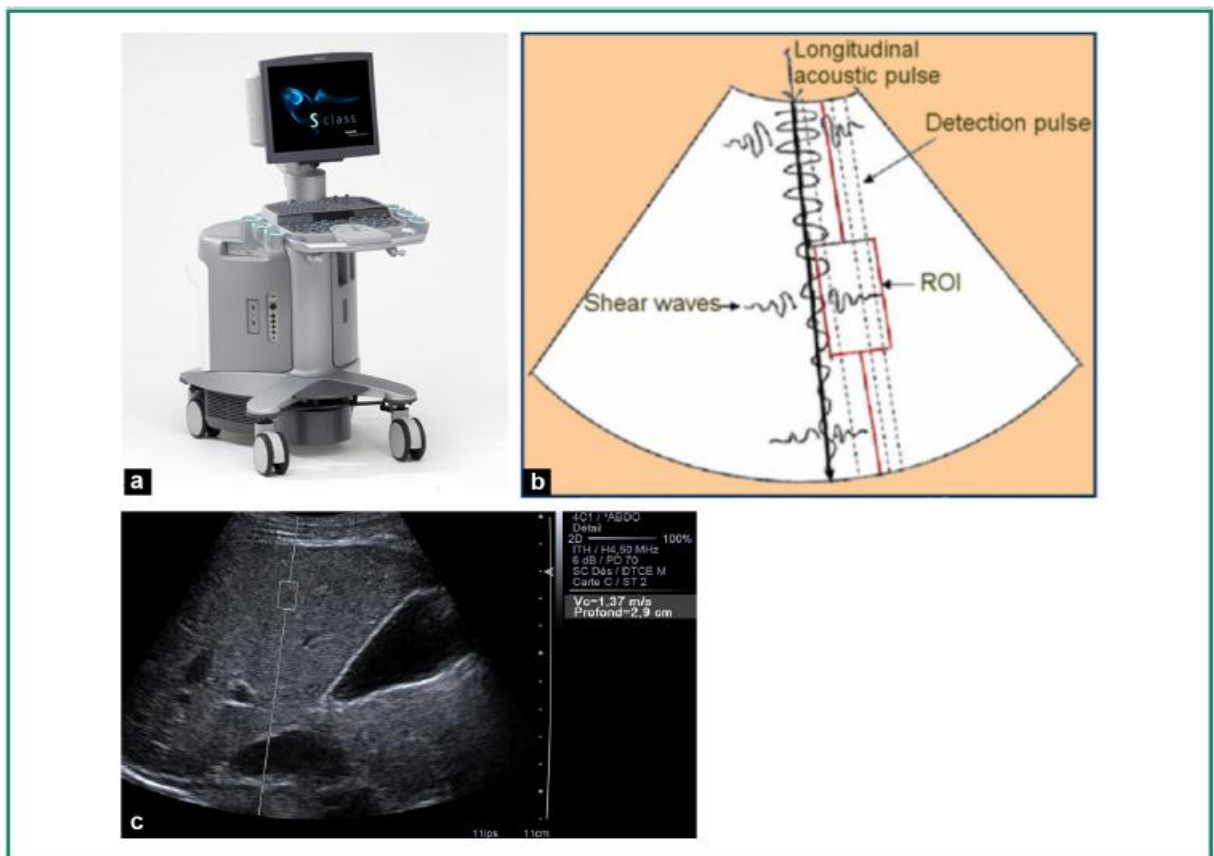 S class
a
Longitudinal
acoustic pulse
Detection pulse
ROI
Shear waves
b
4C1 / *ABDO
Détail
2D 100%
ITH / H4,50 MHz
6 dB / PD 70
SC Dés / DTCE M
Carte C / ST 2
Vc=1,37 m/s
Profond=2,9 cm
11ips 11cm
c